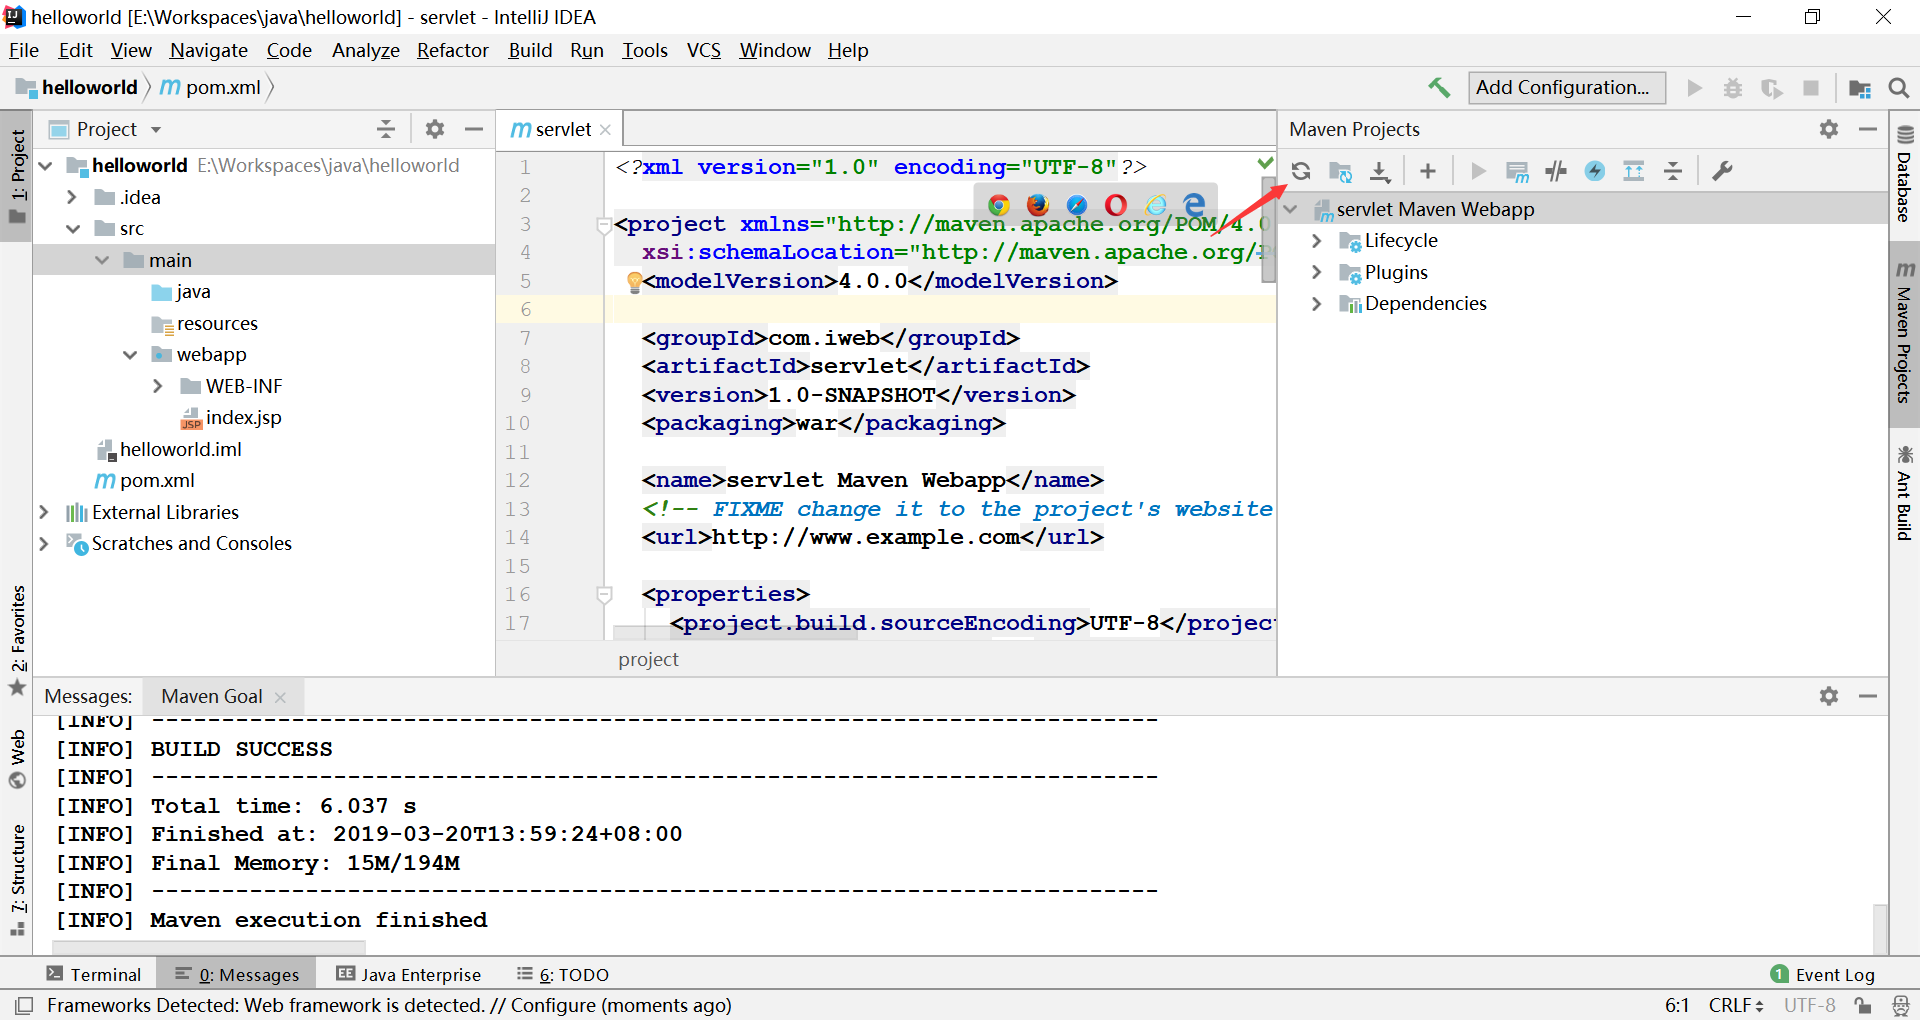 helloworld [E:\Workspaces\java\helloworld] - servlet - IntelliJ IDEA
File Edit View Navigate Code Analyze Refactor Build Run Tools VCS Window Help
helloworld pom.xml Add Configuration...
1: Project
2: Favorites
Web
7: Structure
Project
helloworld E:\Workspaces\java\helloworld
.idea
src
main
java
resources
webapp
WEB-INF
JSP index.jsp
helloworld.iml
m pom.xml
External Libraries
Scratches and Consoles
m servlet
1 <?xml version="1.0" encoding="UTF-8"?>
2
3 <project xmlns="http://maven.apache.org/POM/4.0
4 xsi:schemaLocation="http://maven.apache.org/P
5 <modelVersion>4.0.0</modelVersion>
6
7 <groupId>com.iweb</groupId>
8 <artifactId>servlet</artifactId>
9 <version>1.0-SNAPSHOT</version>
10 <packaging>war</packaging>
11
12 <name>servlet Maven Webapp</name>
13 <!-- FIXME change it to the project's website
14 <url>http://www.example.com</url>
15
16 <properties>
17 <project.build.sourceEncoding>UTF-8</project
project
Maven Projects
servlet Maven Webapp
Lifecycle
Plugins
Dependencies
Database
m Maven Projects
Ant Build
Messages: Maven Goal
[INFO] ------------------------------------------------------------------------
[INFO] BUILD SUCCESS
[INFO] ------------------------------------------------------------------------
[INFO] Total time: 6.037 s
[INFO] Finished at: 2019-03-20T13:59:24+08:00
[INFO] Final Memory: 15M/194M
[INFO] ------------------------------------------------------------------------
[INFO] Maven execution finished
Terminal 0: Messages Java Enterprise 6: TODO 1 Event Log
Frameworks Detected: Web framework is detected. // Configure (moments ago) 6:1 CRLF UTF-8